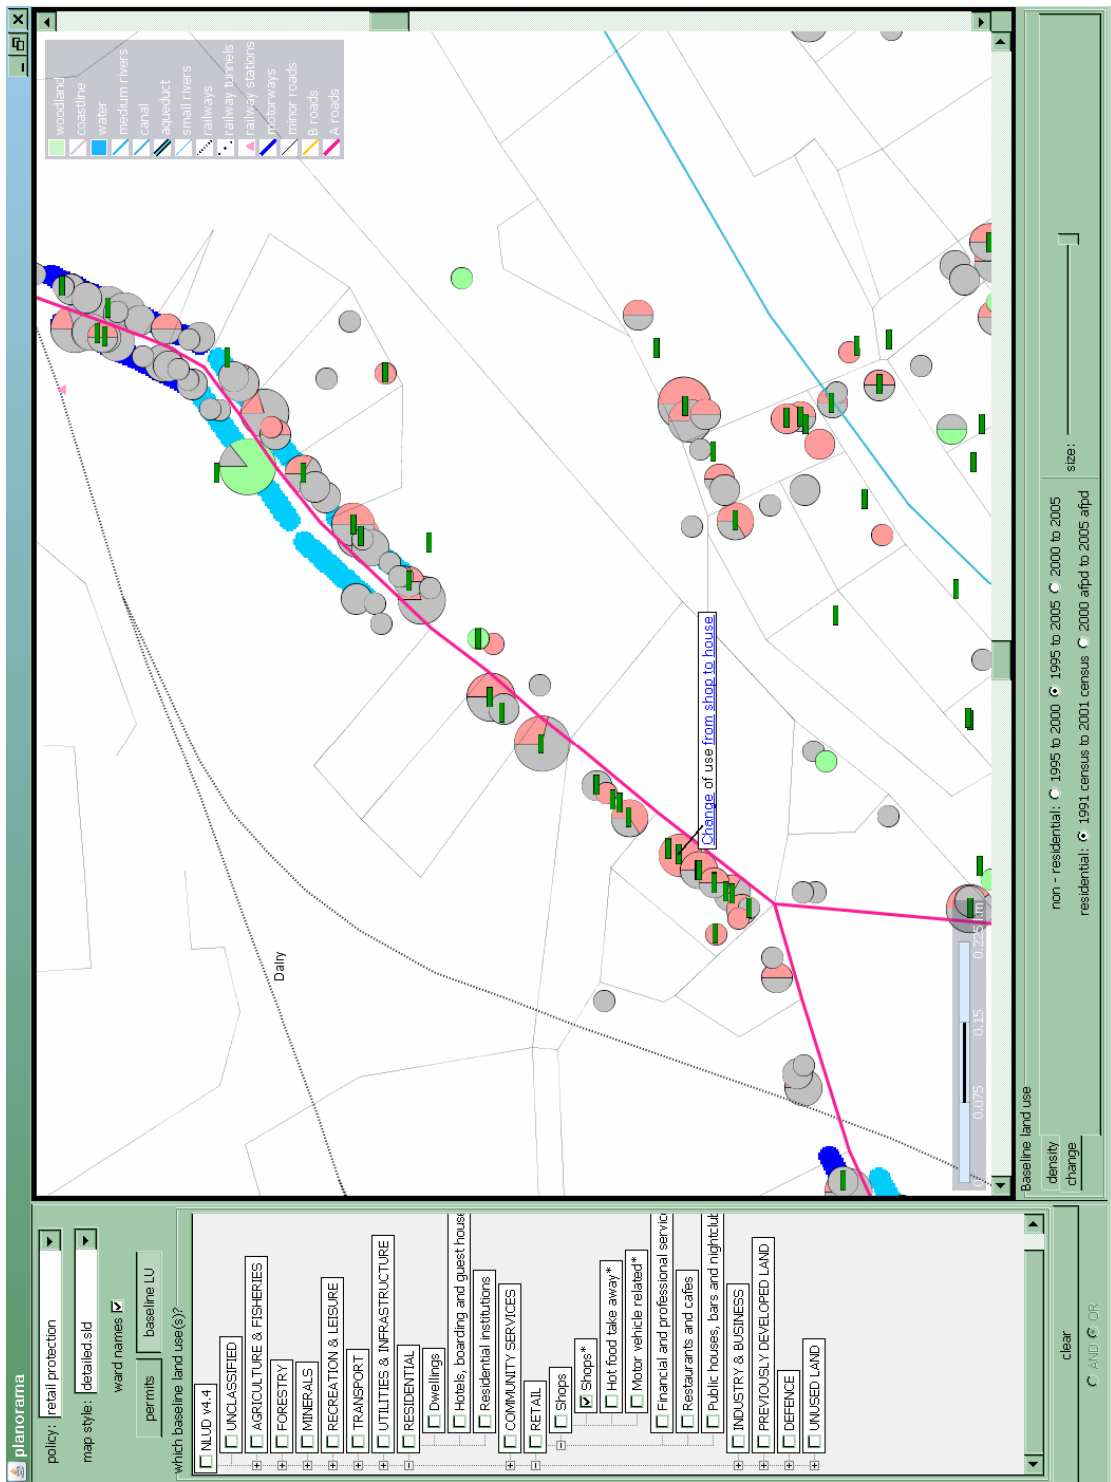 planorama
policy: retail protection
map style: detailed.sld
ward names
permits
baseline LU
which baseline land use(s)?
NLUD v4.4
UNCLASSIFIED
AGRICULTURE & FISHERIES
FORESTRY
MINERALS
RECREATION & LEISURE
TRANSPORT
UTILITIES & INFRASTRUCTURE
RESIDENTIAL
Dwellings
Hotels, boarding and guest house
Residential institutions
COMMUNITY SERVICES
RETAIL
Shops
Shops*
Hot food take away*
Motor vehicle related*
Financial and professional servic
Restaurants and cafes
Public houses, bars and nightclub
INDUSTRY & BUSINESS
PREVIOUSLY DEVELOPED LAND
DEFENCE
UNUSED LAND
clear
AND OR
woodland
coastline
water
medium rivers
canal
aqueduct
small rivers
railways
railway tunnels
railway stations
motorways
minor roads
B roads
A roads
Dalry
Change of use from shop to house
0.075 0.15 0.225 km
Baseline land use
density
change
non - residential: 1995 to 2000 1995 to 2005 2000 to 2005
size:
residential: 1991 census to 2001 census 2000 afpd to 2005 afpd